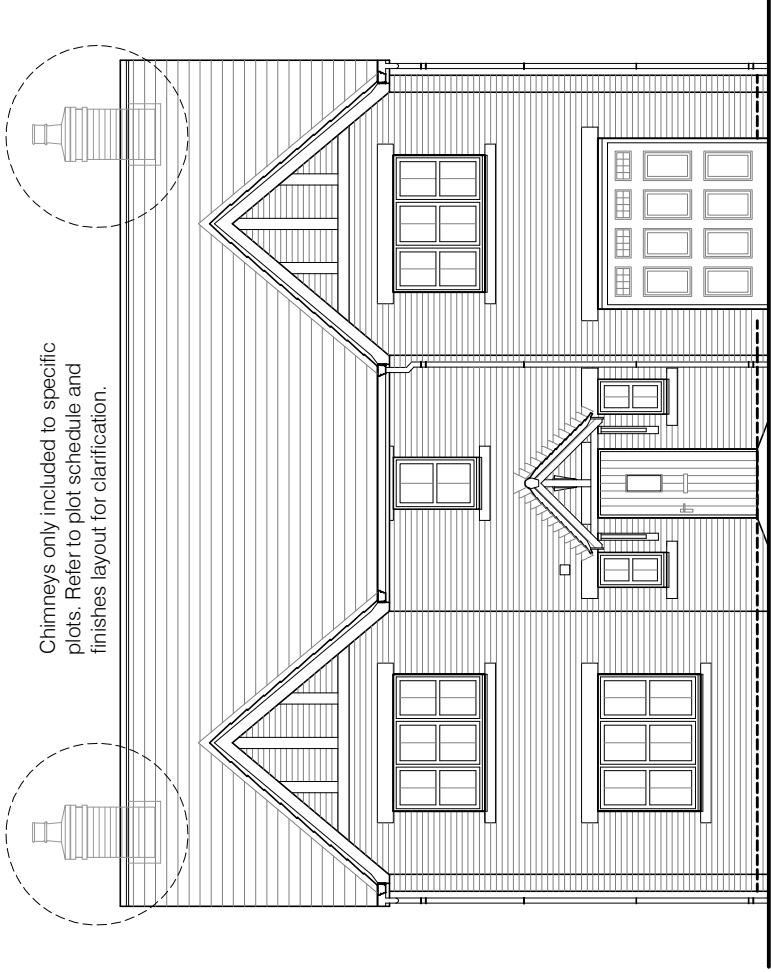 Chimneys only included to specific
plots. Refer to plot schedule and
finishes layout for clarification.